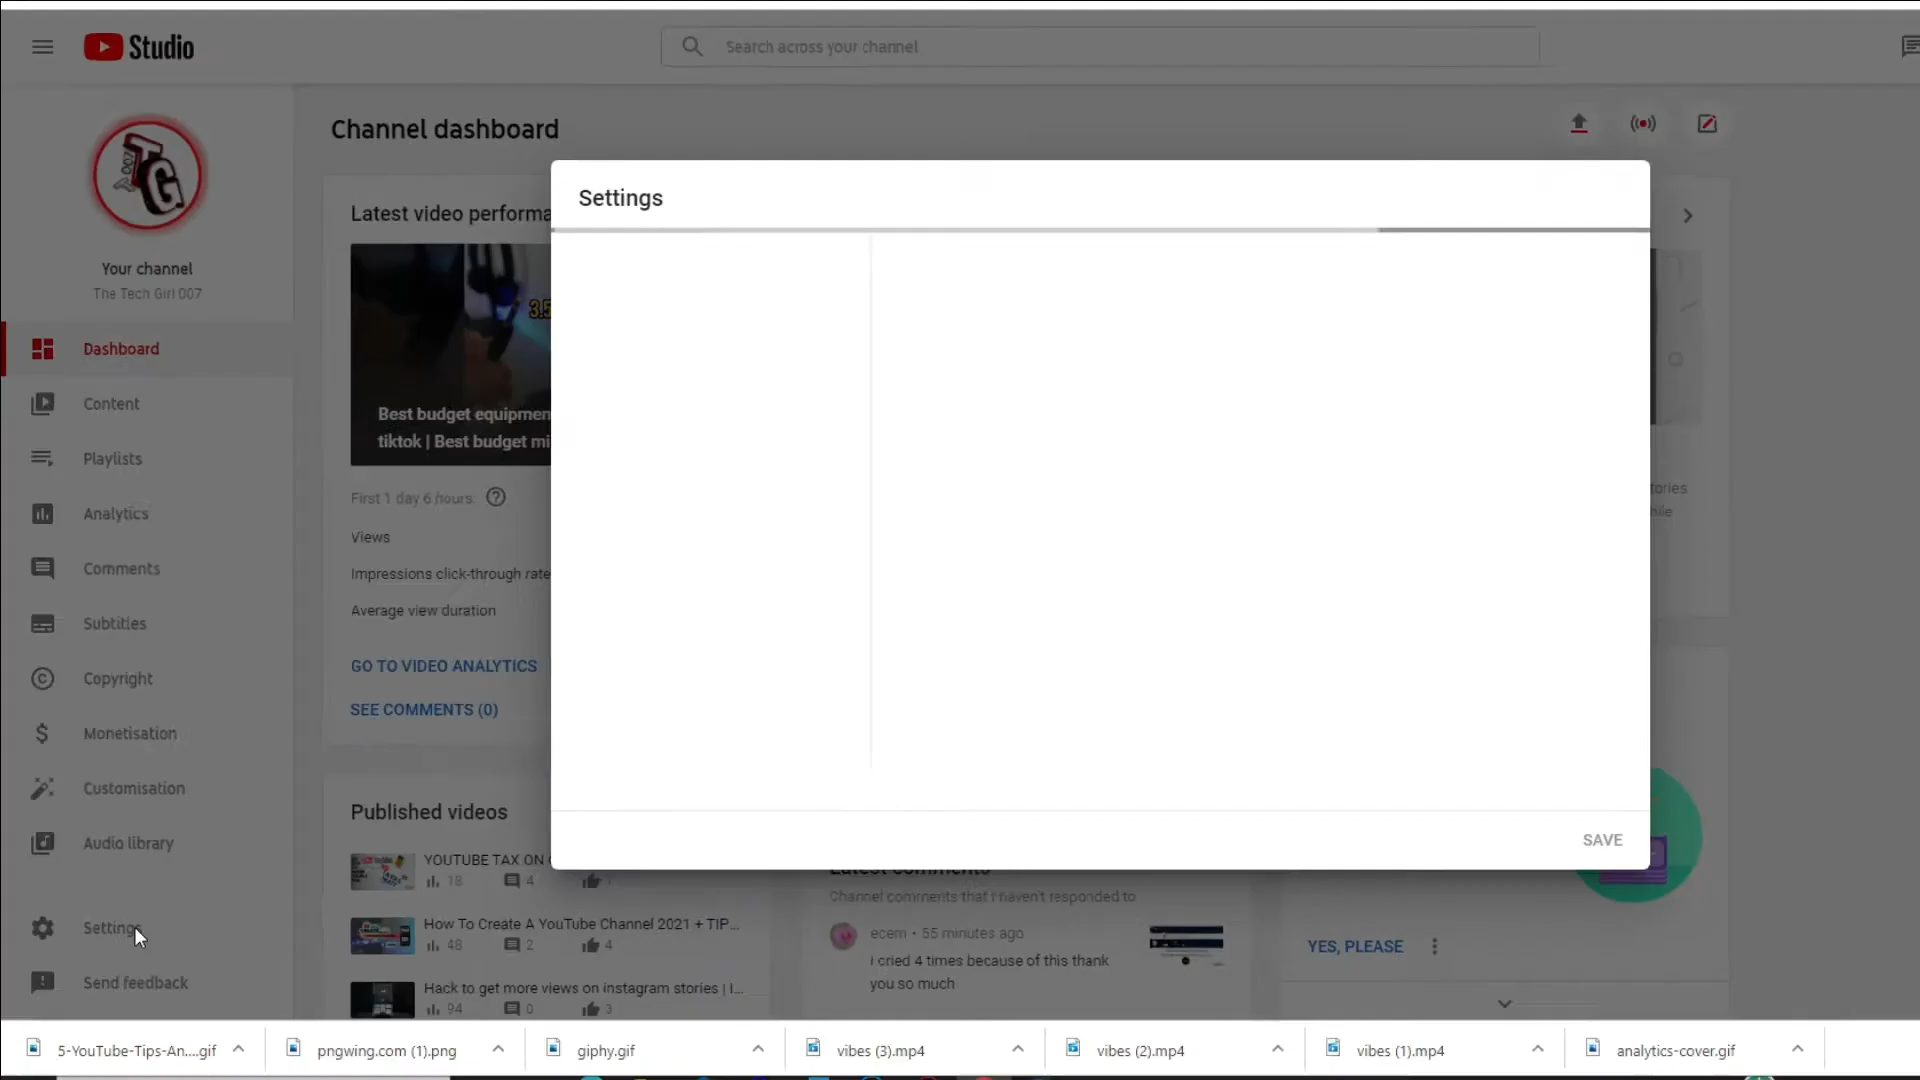 Studio
Search across your channel
Channel dashboard
Your channel
The Tech Girl 007
Dashboard
Content
Playlists
Analytics
Comments
Subtitles
Copyright
Monetisation
Customisation
Audio library
Settings
Send feedback
Latest video performa
3.5
Best budget equipmen
tiktok | Best budget mi
First 1 day 6 hours
Views
Impressions click-through rate
Average view duration
GO TO VIDEO ANALYTICS
SEE COMMENTS (0)
Published videos
YOUTUBE TAX ON
18 4
How To Create A YouTube Channel 2021 + TIP...
48 2 4
Hack to get more views on instagram stories | I...
94 0 3
Settings
SAVE
Latest comments
Channel comments that I haven't responded to
ecem • 55 minutes ago
i cried 4 times because of this thank
you so much
tories
hile
YES, PLEASE
5-YouTube-Tips-An....gif
pngwing.com (1).png
giphy.gif
vibes (3).mp4
vibes (2).mp4
vibes (1).mp4
analytics-cover.gif